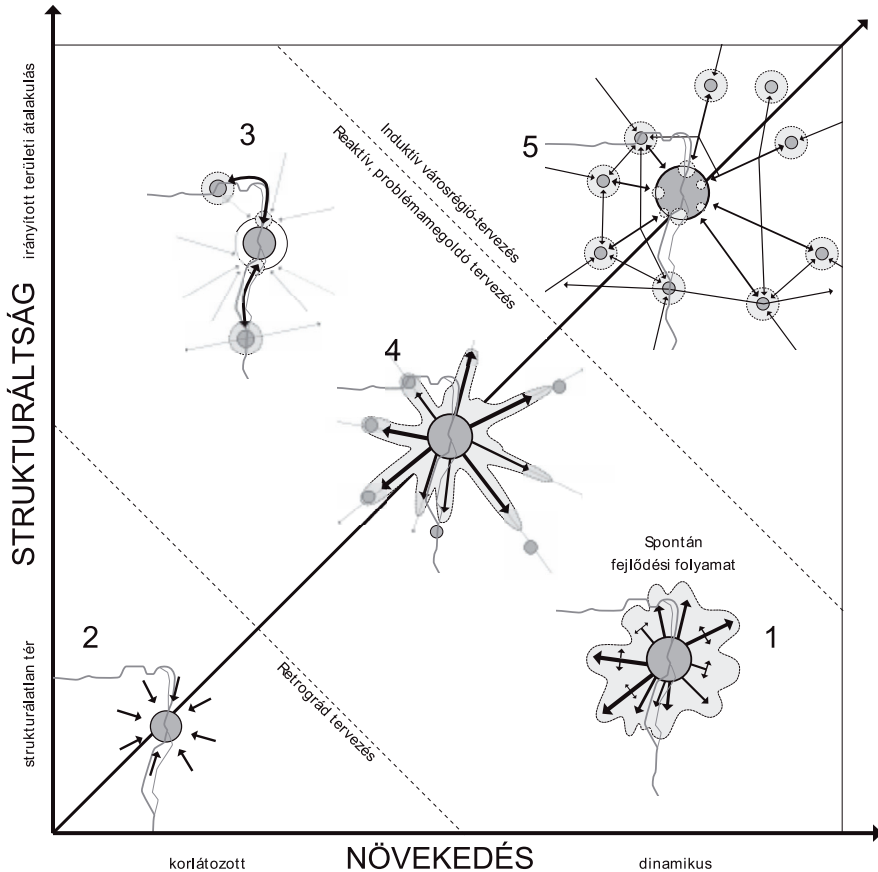 STRUKTURÁLTSÁG
irányított területi átalakulás
strukturálatlan tér
3
Induktív városrégió-tervezés
Reaktív, problémamegoldó tervezés
5
4
Spontán
fejlődési folyamat
1
2
Retrográd tervezés
korlátozott
NÖVEKEDÉS
dinamikus